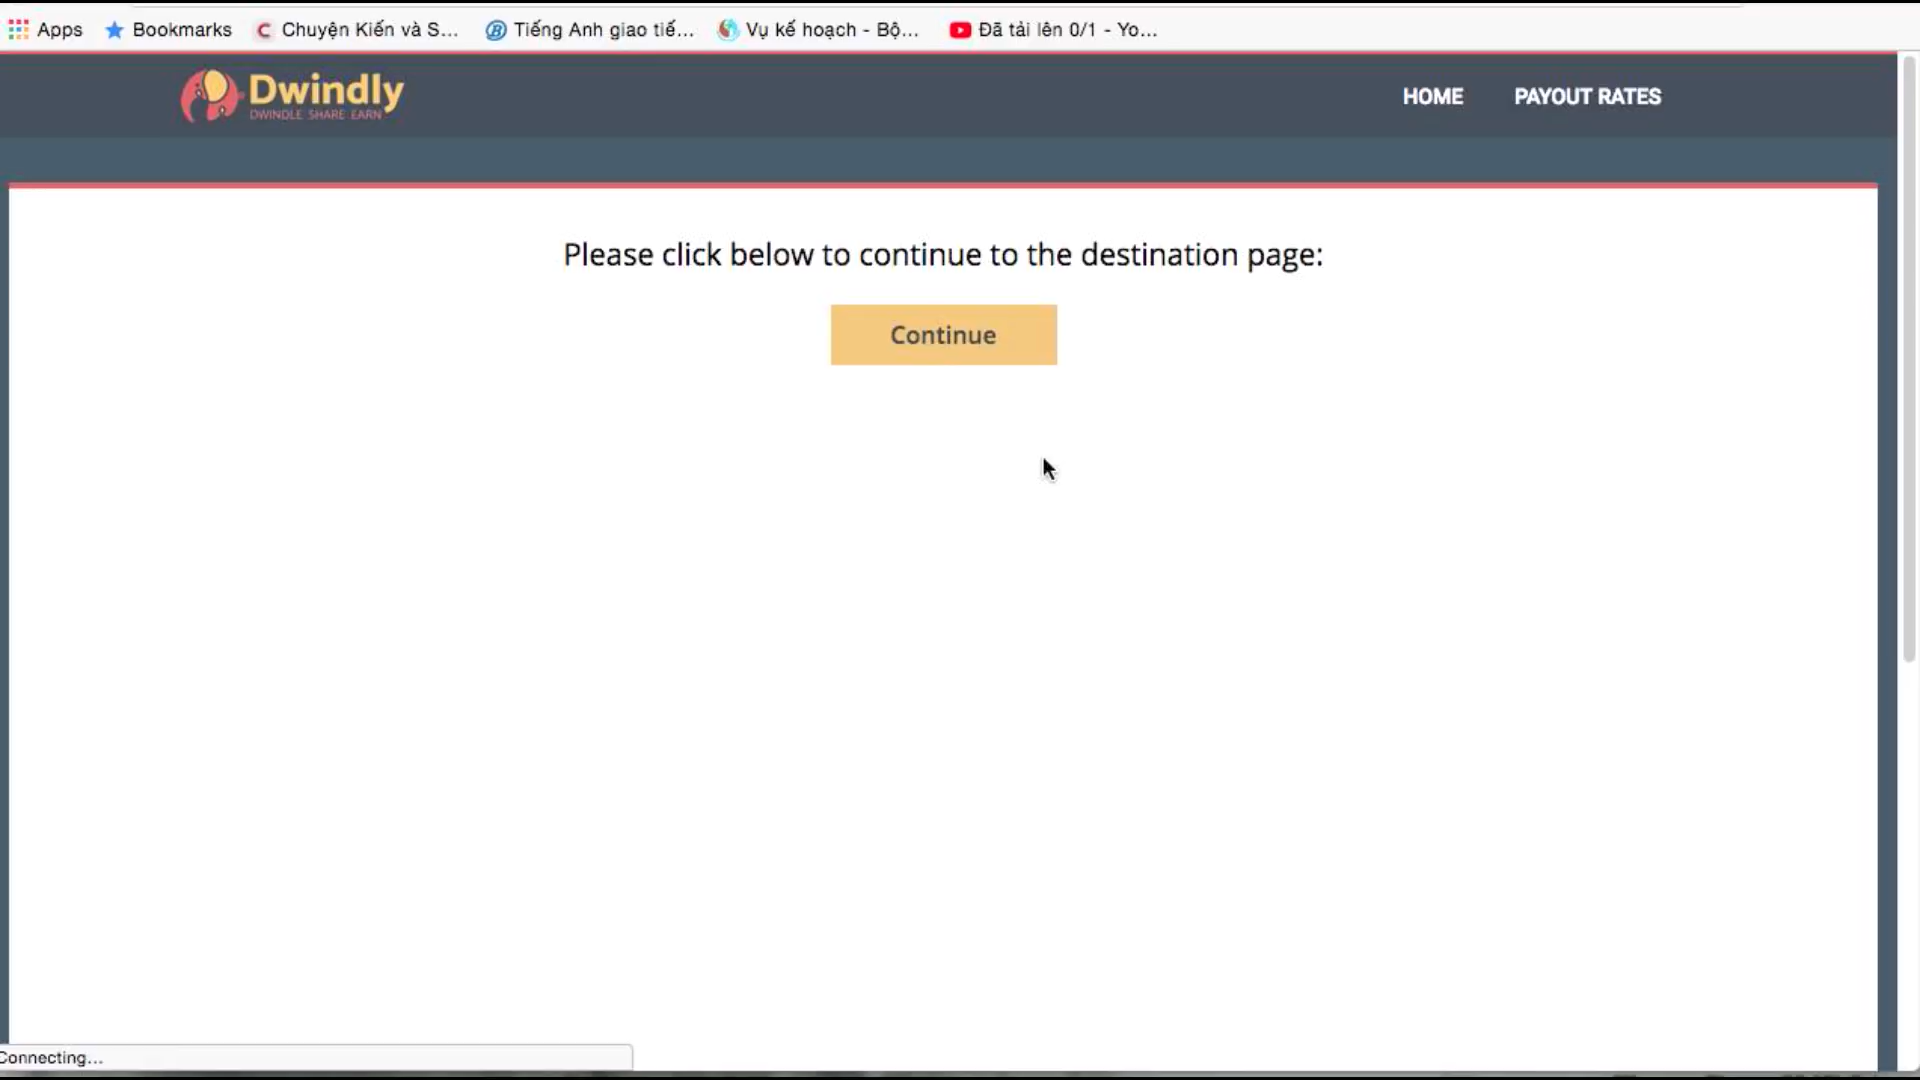 Apps Bookmarks Chuyện Kiến và S... Tiếng Anh giao tiế... Vụ kế hoạch - Bộ... Đã tải lên 0/1 - Yo...
Dwindly
DWINDLE SHARE EARN
HOME PAYOUT RATES
Please click below to continue to the destination page:
Continue
Connecting...